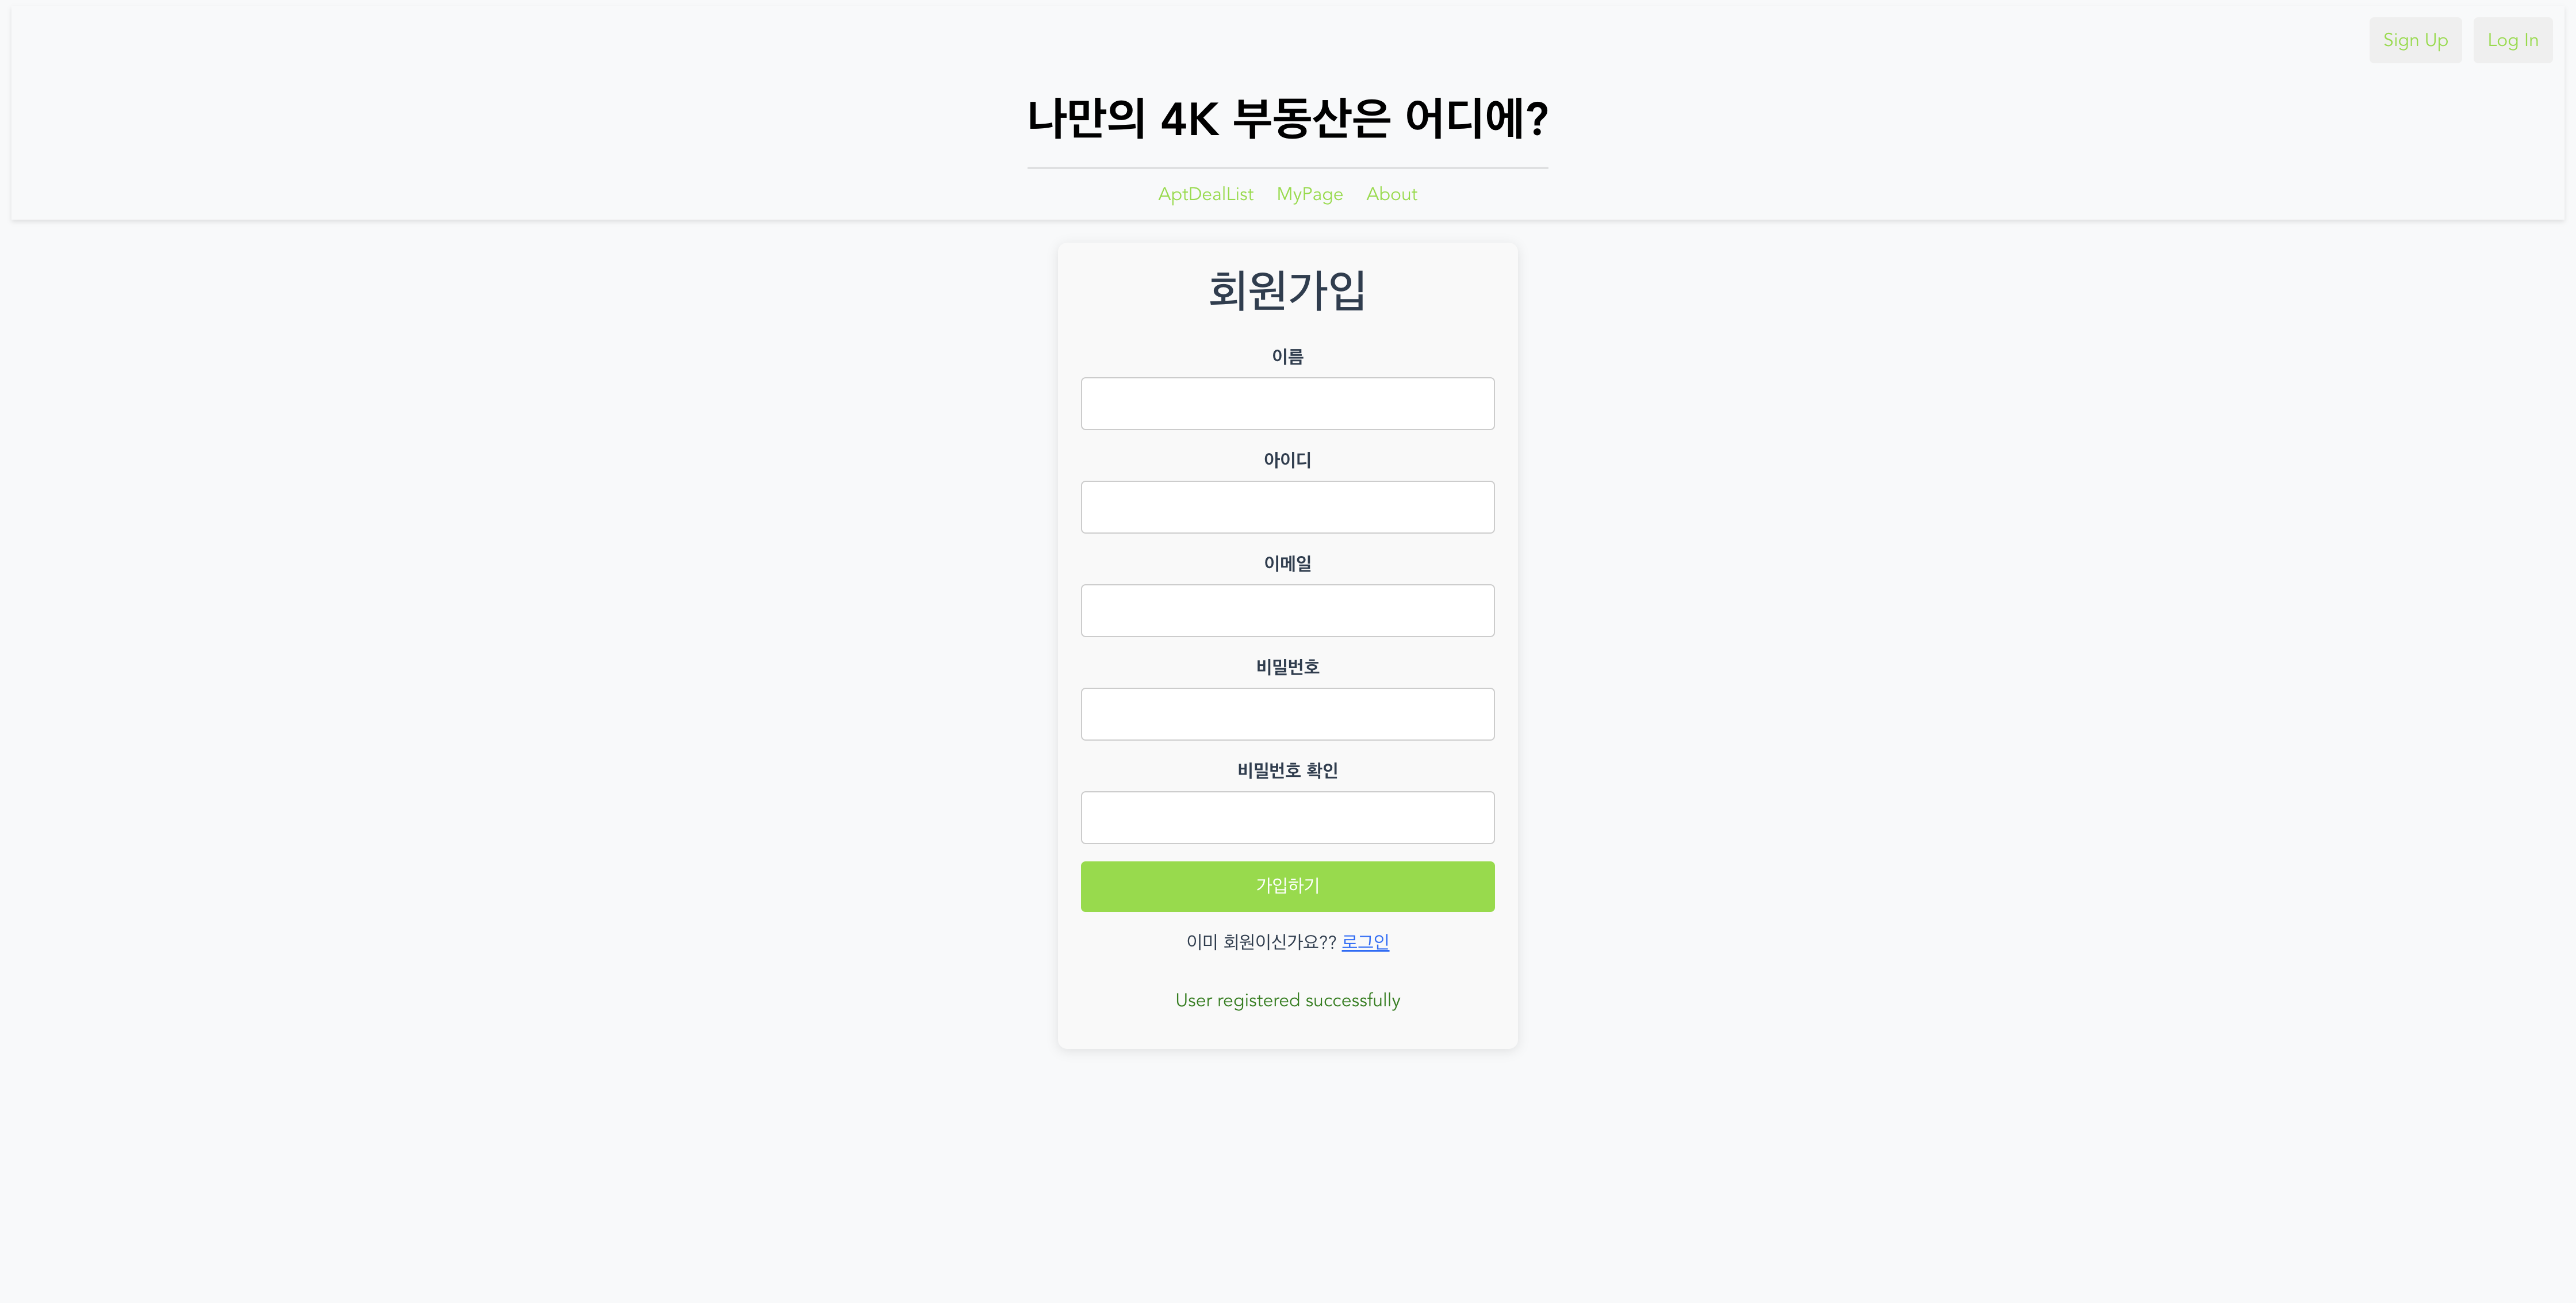 Sign Up Log In
나만의 4K 부동산은 어디에?
AptDealList MyPage About
회원가입
이름
아이디
이메일
비밀번호
비밀번호 확인
가입하기
이미 회원이신가요?? 로그인
User registered successfully